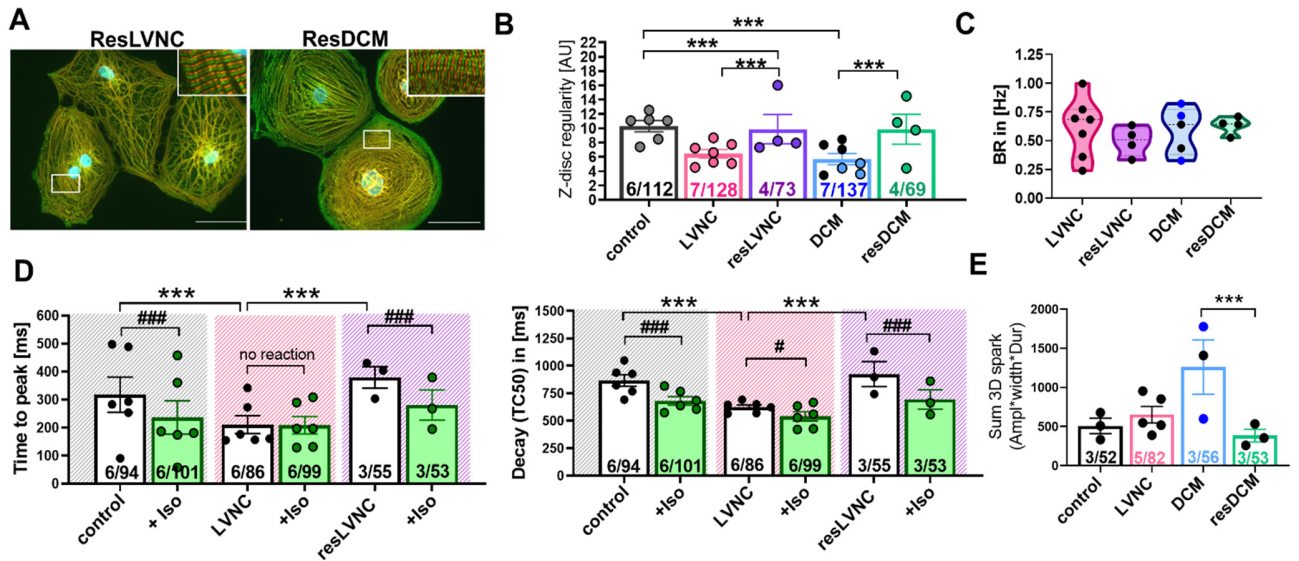 A
ResLVNC
ResDCM
B
Z-disc regularity [AU]
22
20
18
16
14
12
10
8
6
4
2
0
***
***
***
***
6/112
7/128
4/73
7/137
4/69
control
LVNC
resLVNC
DCM
resDCM
C
BR in [Hz]
1.25
1.00
0.75
0.50
0.25
0.00
LVNC
resLVNC
DCM
resDCM
D
Time to peak [ms]
600
500
400
300
200
100
0
***
***
###
no reaction
###
6/94
6/101
6/86
6/99
3/55
3/53
control
+ Iso
LVNC
+Iso
resLVNC
+Iso
Decay (TC50) in [ms]
1500
1250
1000
750
500
250
0
***
***
###
#
###
6/94
6/101
6/86
6/99
3/55
3/53
control
+Iso
LVNC
+Iso
resLVNC
+Iso
E
Sum 3D spark
(Ampl*width*Dur)
2000
1500
1000
500
0
***
3/52
5/82
3/56
3/53
control
LVNC
DCM
resDCM